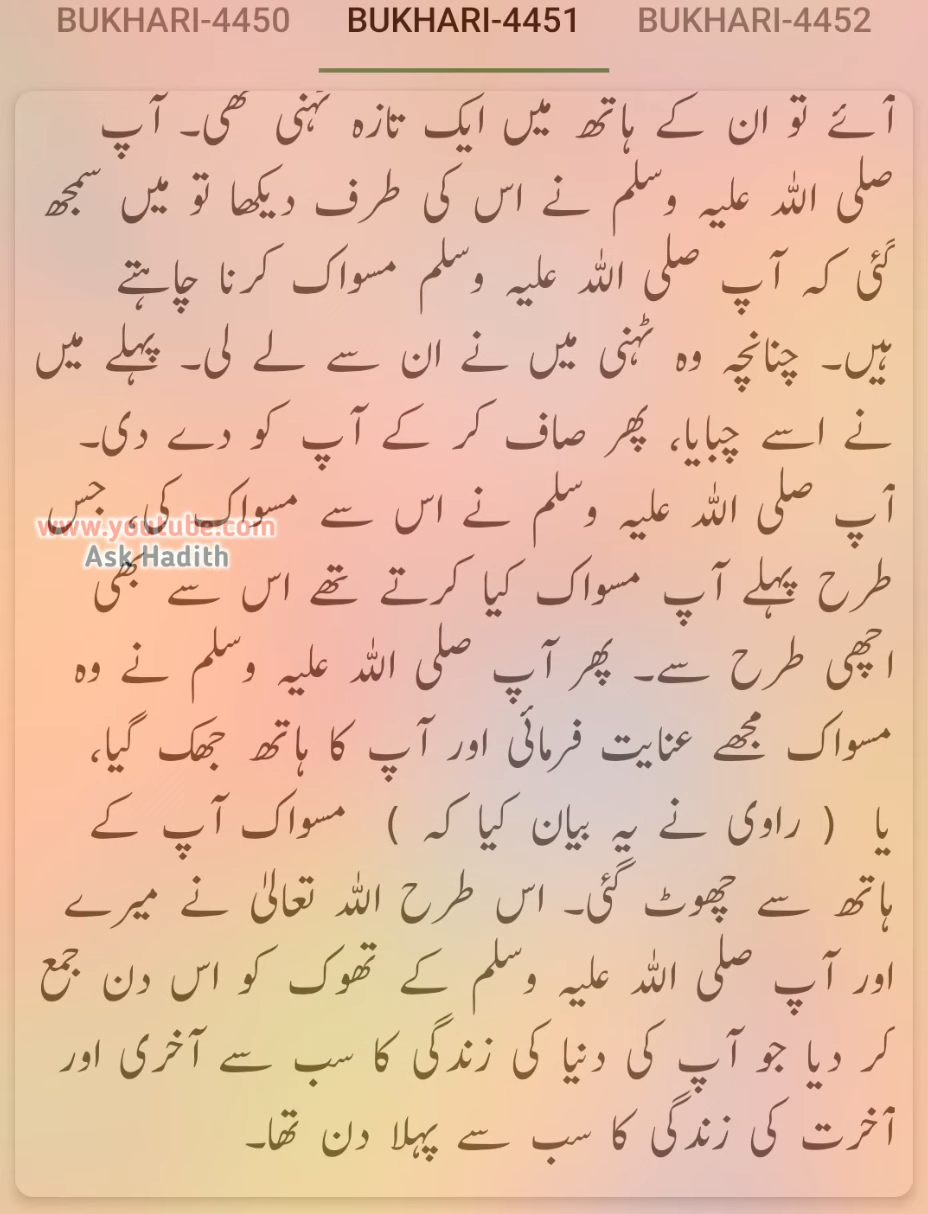 BUKHARI-4450 BUKHARI-4451 BUKHARI-4452
آئے تو ان کے ہاتھ میں ایک تازہ ٹہنی تھی۔ آپ
صلی اللہ علیہ وسلم نے اس کی طرف دیکھا تو میں سمجھ
گئی کہ آپ صلی اللہ علیہ وسلم مسواک کرنا چاہتے
ہیں۔ چنانچہ وہ ٹہنی میں نے ان سے لے لی۔ پہلے میں
نے اسے چبایا، پھر صاف کر کے آپ کو دے دی۔
آپ صلی اللہ علیہ وسلم نے اس سے مسواک کی، جس
www.youtube.com
Ask Hadith
طرح پہلے آپ مسواک کیا کرتے تھے اس سے بھی
اچھی طرح سے۔ پھر آپ صلی اللہ علیہ وسلم نے وہ
مسواک مجھے عنایت فرمائی اور آپ کا ہاتھ جھک گیا،
یا ( راوی نے یہ بیان کیا کہ ) مسواک آپ کے
ہاتھ سے چھوٹ گئی۔ اس طرح اللہ تعالیٰ نے میرے
اور آپ صلی اللہ علیہ وسلم کے تھوک کو اس دن جمع
کر دیا جو آپ کی دنیا کی زندگی کا سب سے آخری اور
آخرت کی زندگی کا سب سے پہلا دن تھا۔